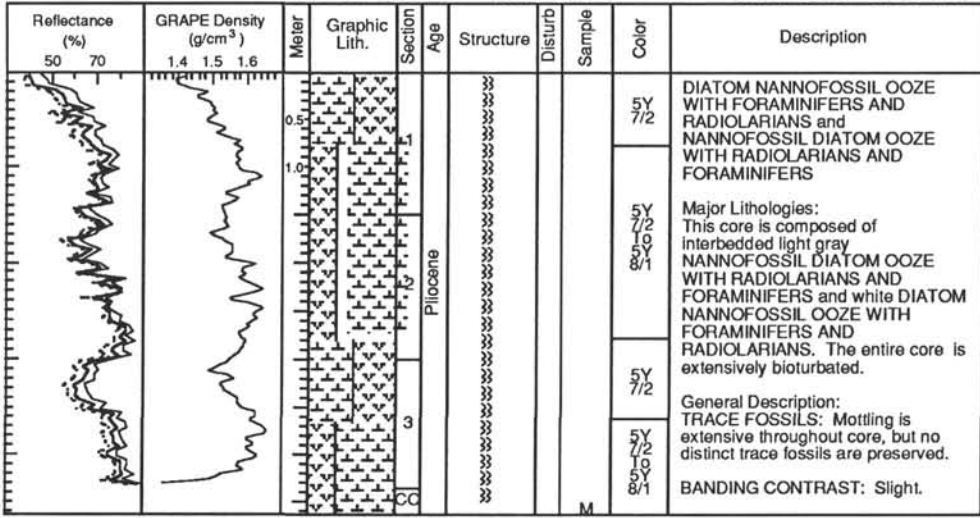 Reflectance
(%)
50 70
GRAPE Density
(g/cm³)
1.4 1.5 1.6
Meter
Graphic
Lith.
Section
Age
Structure
Disturb
Sample
Color
Description
0.5
1.0
1
2
3
CC
Pliocene
M
5Y
7/2
5Y
7/2
To
5Y
8/1
5Y
7/2
5Y
7/2
To
5Y
8/1
DIATOM NANNOFOSSIL OOZE
WITH FORAMINIFERS AND
RADIOLARIANS and
NANNOFOSSIL DIATOM OOZE
WITH RADIOLARIANS AND
FORAMINIFERS
Major Lithologies:
This core is composed of
interbedded light gray
NANNOFOSSIL DIATOM OOZE
WITH RADIOLARIANS AND
FORAMINIFERS and white DIATOM
NANNOFOSSIL OOZE WITH
FORAMINIFERS AND
RADIOLARIANS. The entire core is
extensively bioturbated.
General Description:
TRACE FOSSILS: Mottling is
extensive throughout core, but no
distinct trace fossils are preserved.
BANDING CONTRAST: Slight.